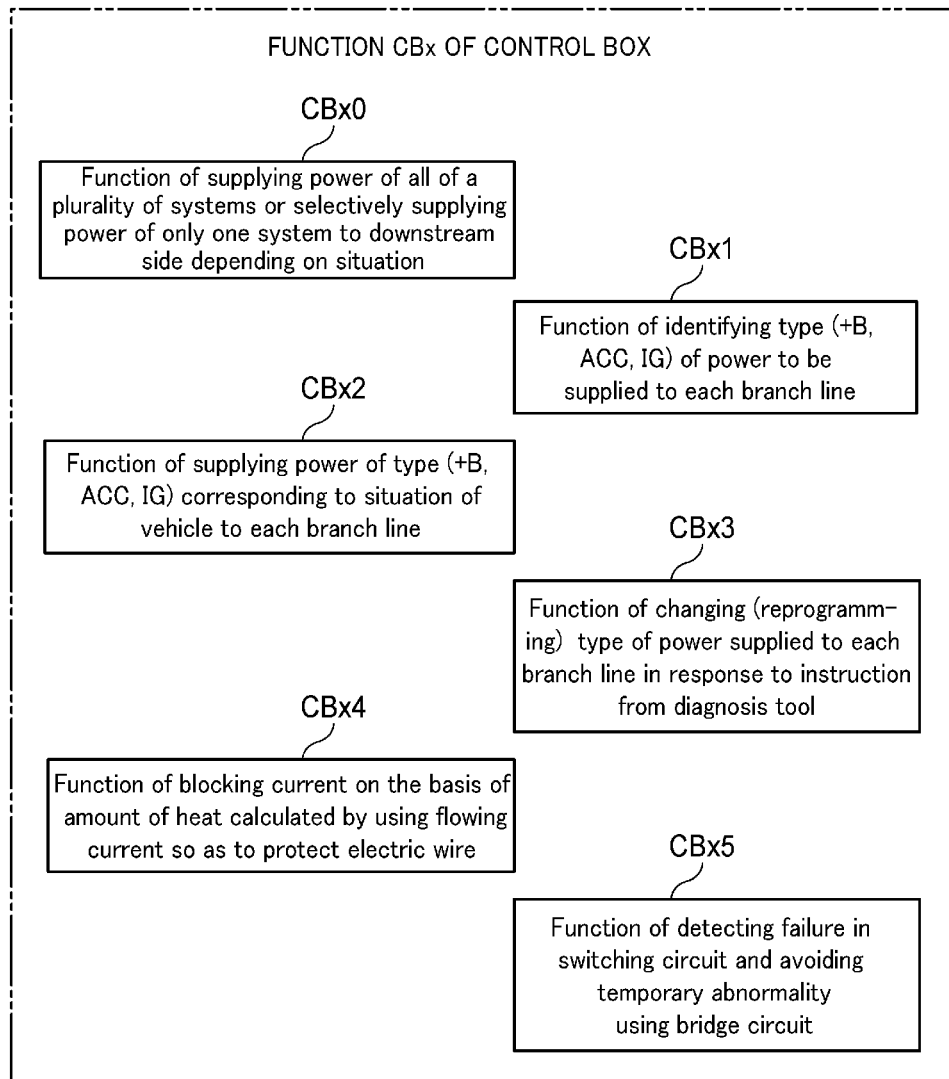 FUNCTION CBx OF CONTROL BOX
CBx0
Function of supplying power of all of a
plurality of systems or selectively supplying
power of only one system to downstream
side depending on situation
CBx1
Function of identifying type (+B,
ACC, IG) of power to be
supplied to each branch line
CBx2
Function of supplying power of type (+B,
ACC, IG) corresponding to situation of
vehicle to each branch line
CBx3
Function of changing (reprogramm-
ing) type of power supplied to each
branch line in response to instruction
from diagnosis tool
CBx4
Function of blocking current on the basis of
amount of heat calculated by using flowing
current so as to protect electric wire
CBx5
Function of detecting failure in
switching circuit and avoiding
temporary abnormality
using bridge circuit